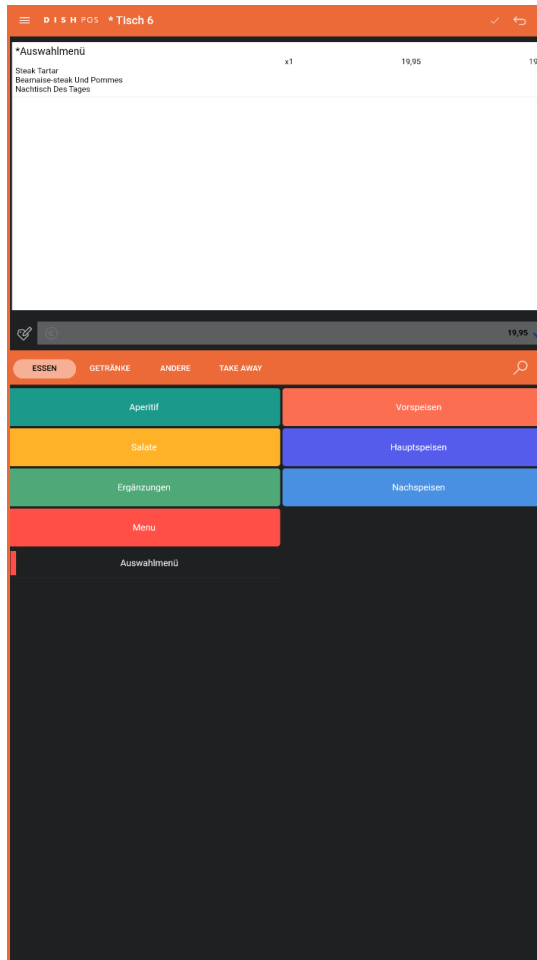 DISH POS * Tisch 6
*Auswahlmenü
x1 19,95 19
Steak Tartar
Bearnaise-steak Und Pommes
Nachtisch Des Tages
19,95
ESSEN GETRÄNKE ANDERE TAKE AWAY
Aperitif Vorspeisen
Salate Hauptspeisen
Ergänzungen Nachspeisen
Menu
Auswahlmenü